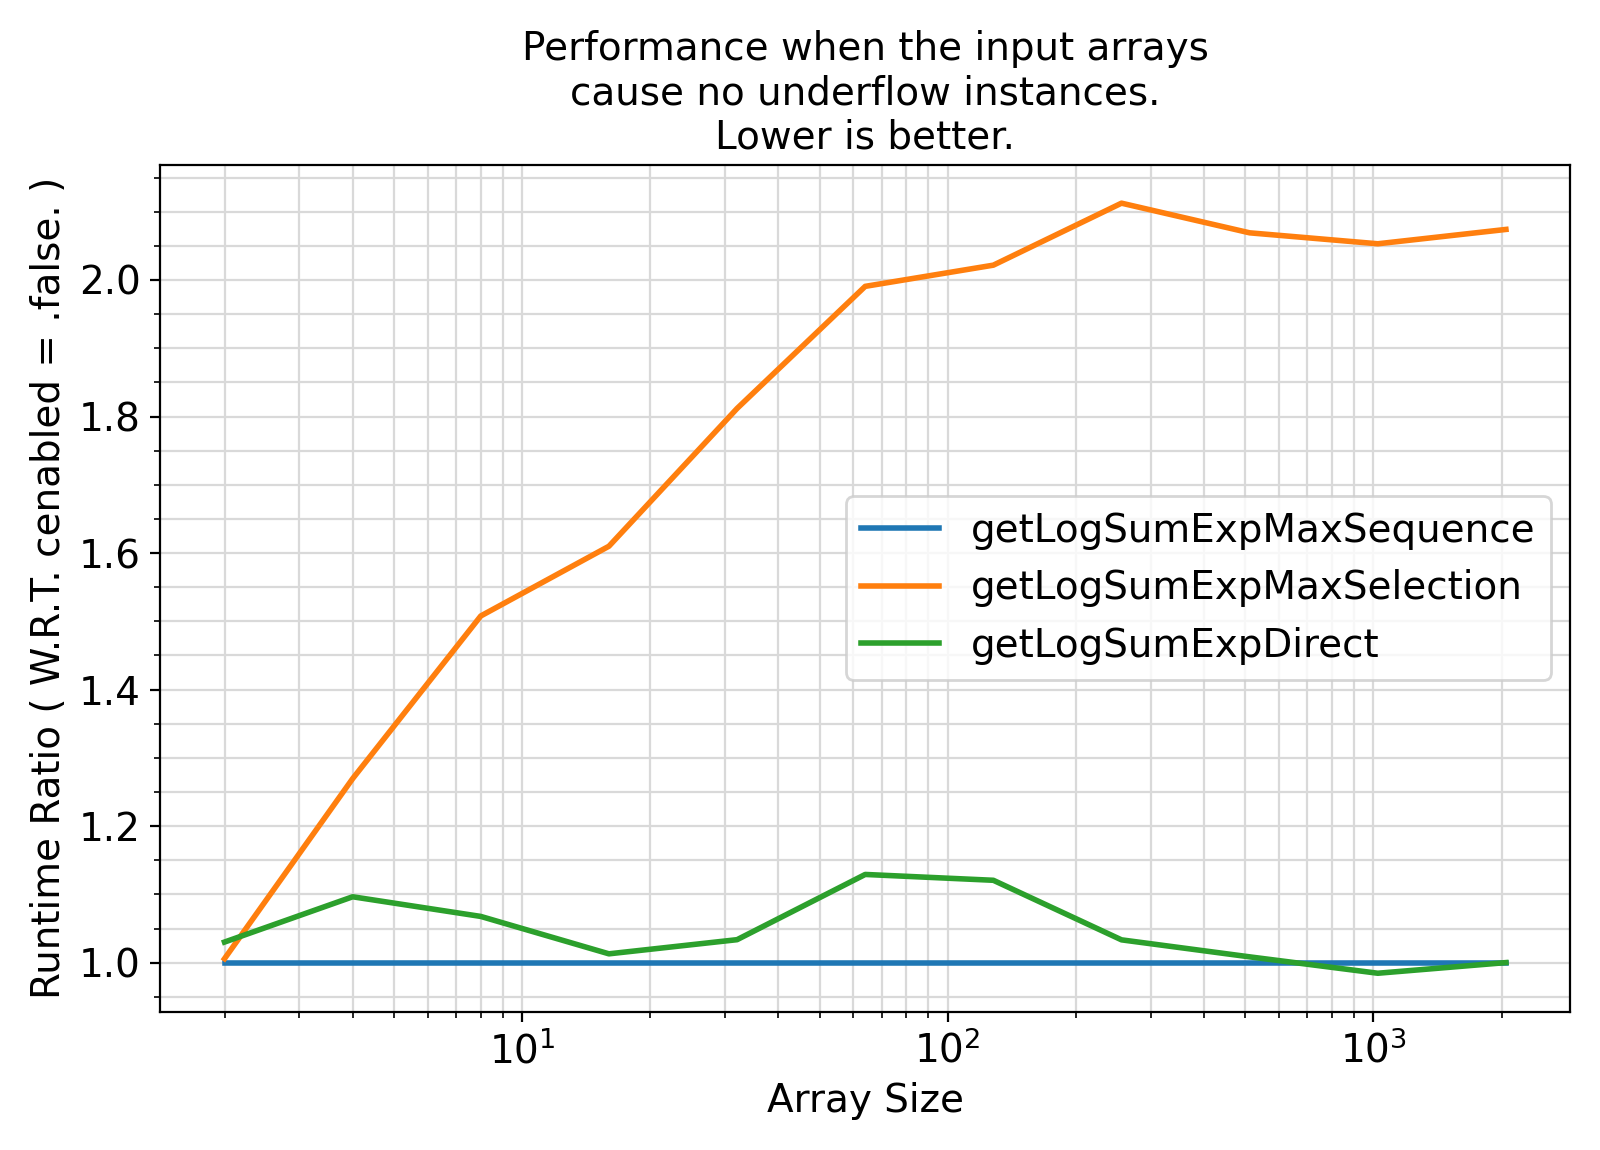 Performance when the input arrays
cause no underflow instances.
Lower is better.
Runtime Ratio ( W.R.T. cenabled = .false. )
2.0
1.8
1.6
1.4
1.2
1.0
getLogSumExpMaxSequence
getLogSumExpMaxSelection
getLogSumExpDirect
10¹
10²
10³
Array Size